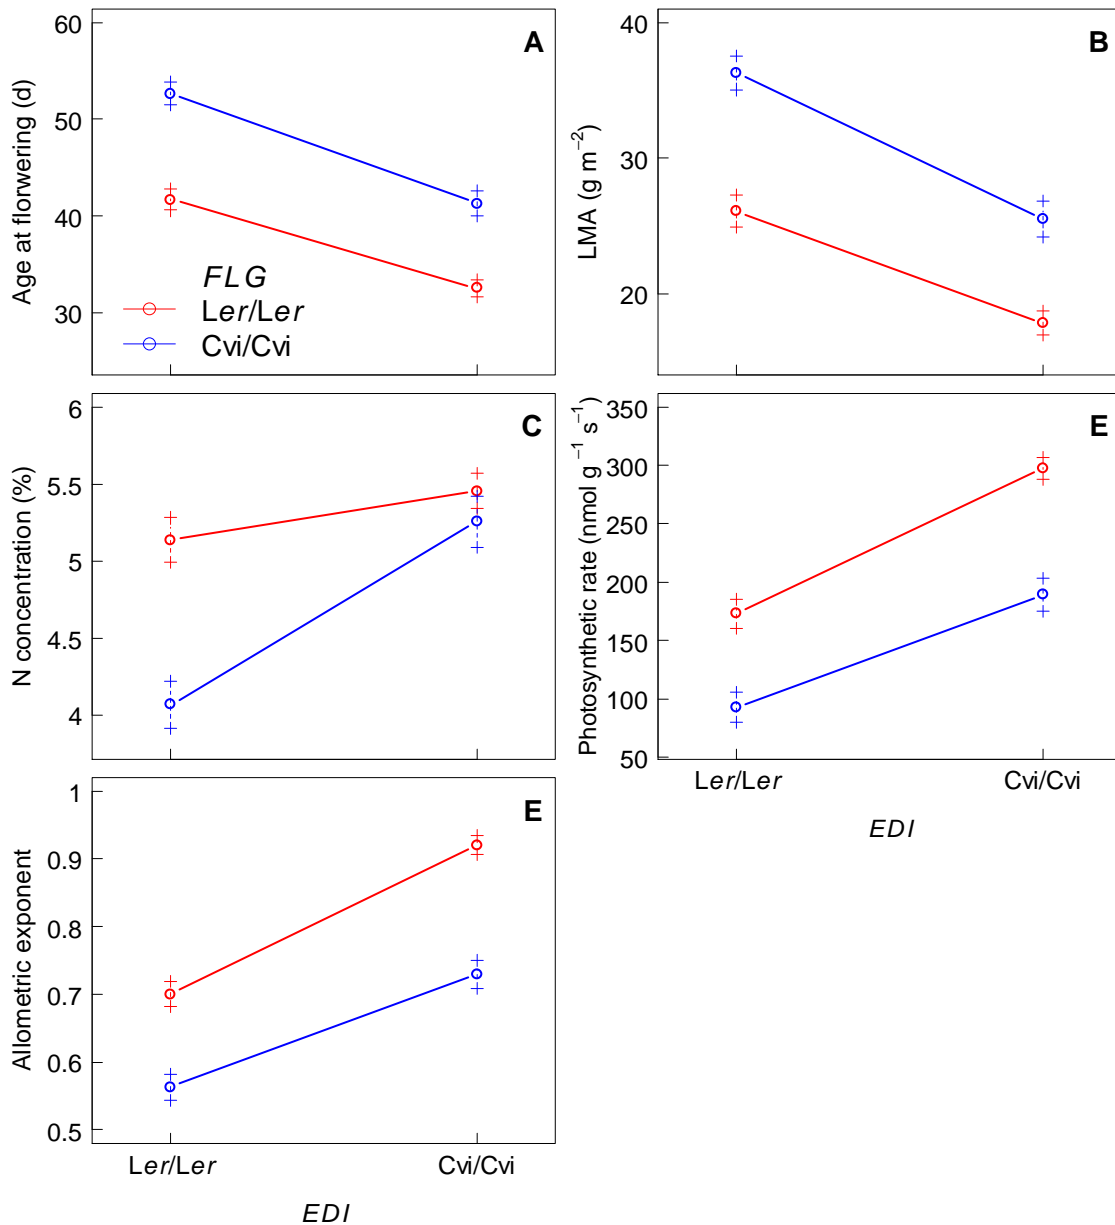 A
60
50
40
30
Age at florwering (d)
FLG
Ler/Ler
Cvi/Cvi
B
40
30
20
LMA (g m⁻²)
C
6
5.5
5
4.5
4
N concentration (%)
E
350
300
250
200
150
100
50
Photosynthetic rate (nmol g⁻¹ s⁻¹)
Ler/Ler
Cvi/Cvi
EDI
E
1
0.9
0.8
0.7
0.6
0.5
Allometric exponent
Ler/Ler
Cvi/Cvi
EDI